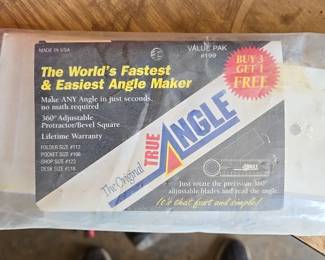 MADE IN USA
VALUE PAK
#199
The World's Fastest
& Easiest Angle Maker
BUY 3
GET 1
FREE
Make ANY Angle in just seconds,
no math required
360° Adjustable
Protractor/Bevel Square
Lifetime Warranty
FOLDER SIZE #112
POCKET SIZE #106
SHOP SIZE #123
DESK SIZE #118
The Original TRUE ANGLE
Just rotate the precision 360°
adjustable blades and read the angle.
It's that fast and simple!